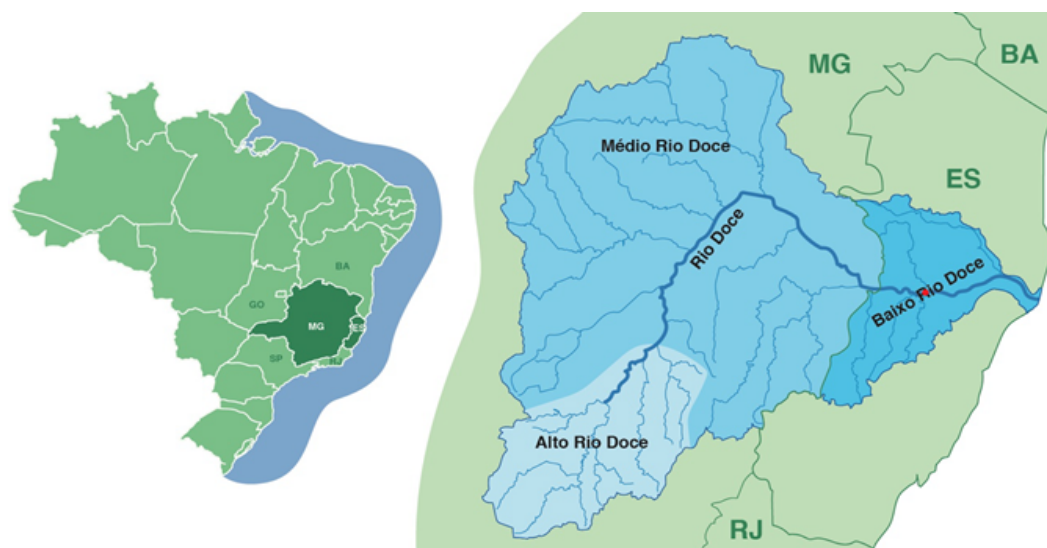 BA
GO
MG
ES
SP
RJ
MG
BA
Médio Rio Doce
ES
Rio Doce
Baixo Rio Doce
Alto Rio Doce
RJ